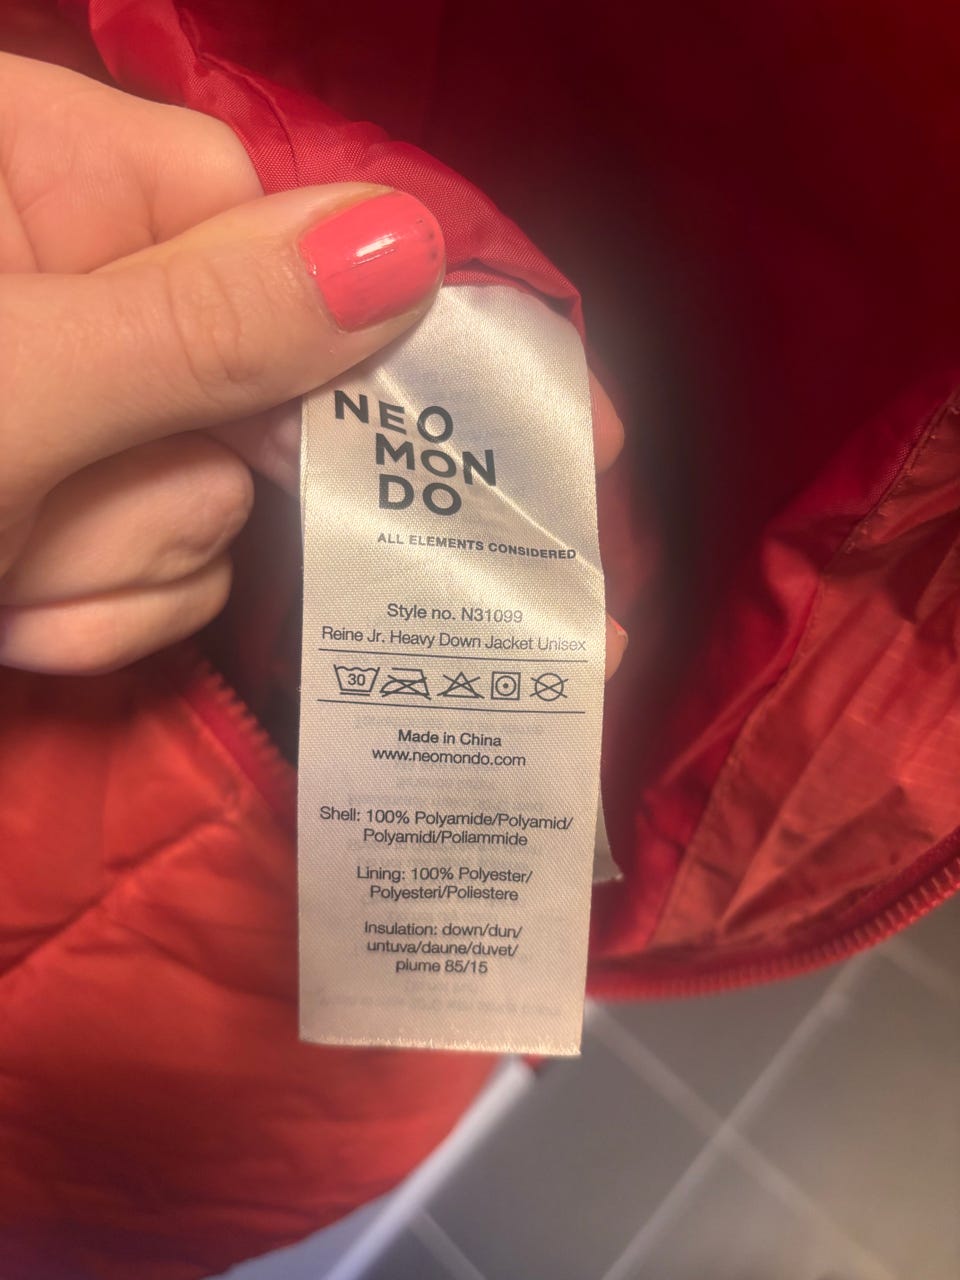 NEO
MON
DO
ALL ELEMENTS CONSIDERED
Style no. N31099
Reine Jr. Heavy Down Jacket Unisex
30
Made in China
www.neomondo.com
Shell: 100% Polyamide/Polyamid/
Polyamidi/Poliammide
Lining: 100% Polyester/
Polyesteri/Poliestere
Insulation: down/dun/
untuva/daune/duvet/
plume 85/15